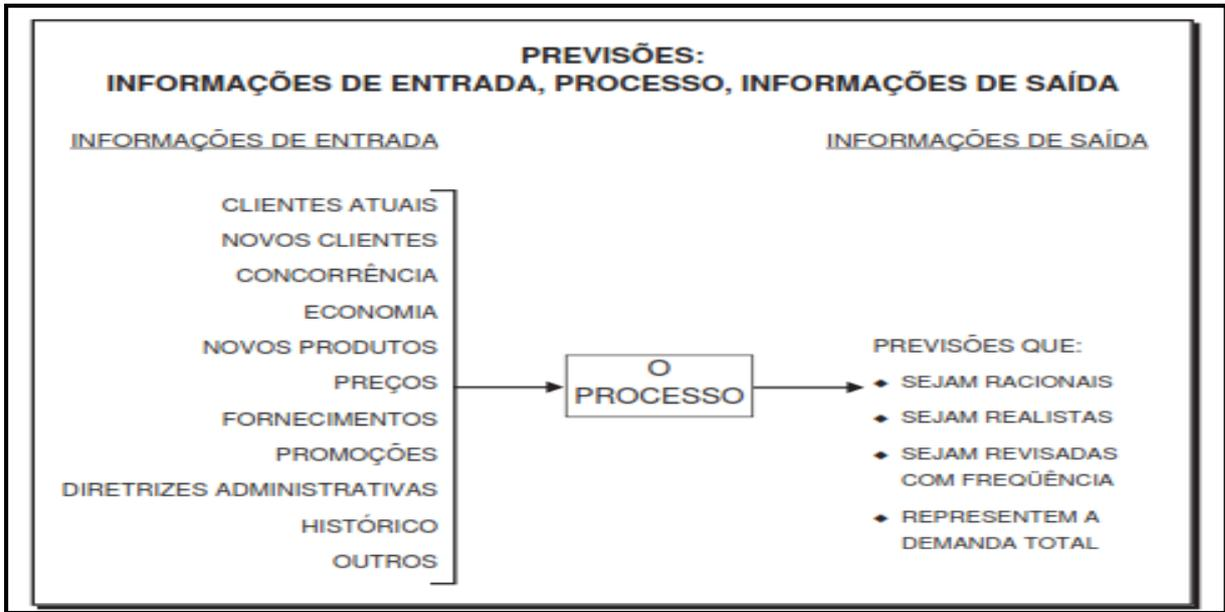 PREVISÕES:
INFORMAÇÕES DE ENTRADA, PROCESSO, INFORMAÇÕES DE SAÍDA
INFORMAÇÕES DE ENTRADA
CLIENTES ATUAIS
NOVOS CLIENTES
CONCORRÊNCIA
ECONOMIA
NOVOS PRODUTOS
PREÇOS
FORNECIMENTOS
PROMOÇÕES
DIRETRIZES ADMINISTRATIVAS
HISTÓRICO
OUTROS
O
PROCESSO
INFORMAÇÕES DE SAÍDA
PREVISÕES QUE:
♦ SEJAM RACIONAIS
♦ SEJAM REALISTAS
♦ SEJAM REVISADAS
COM FREQÜÊNCIA
♦ REPRESENTEM A
DEMANDA TOTAL